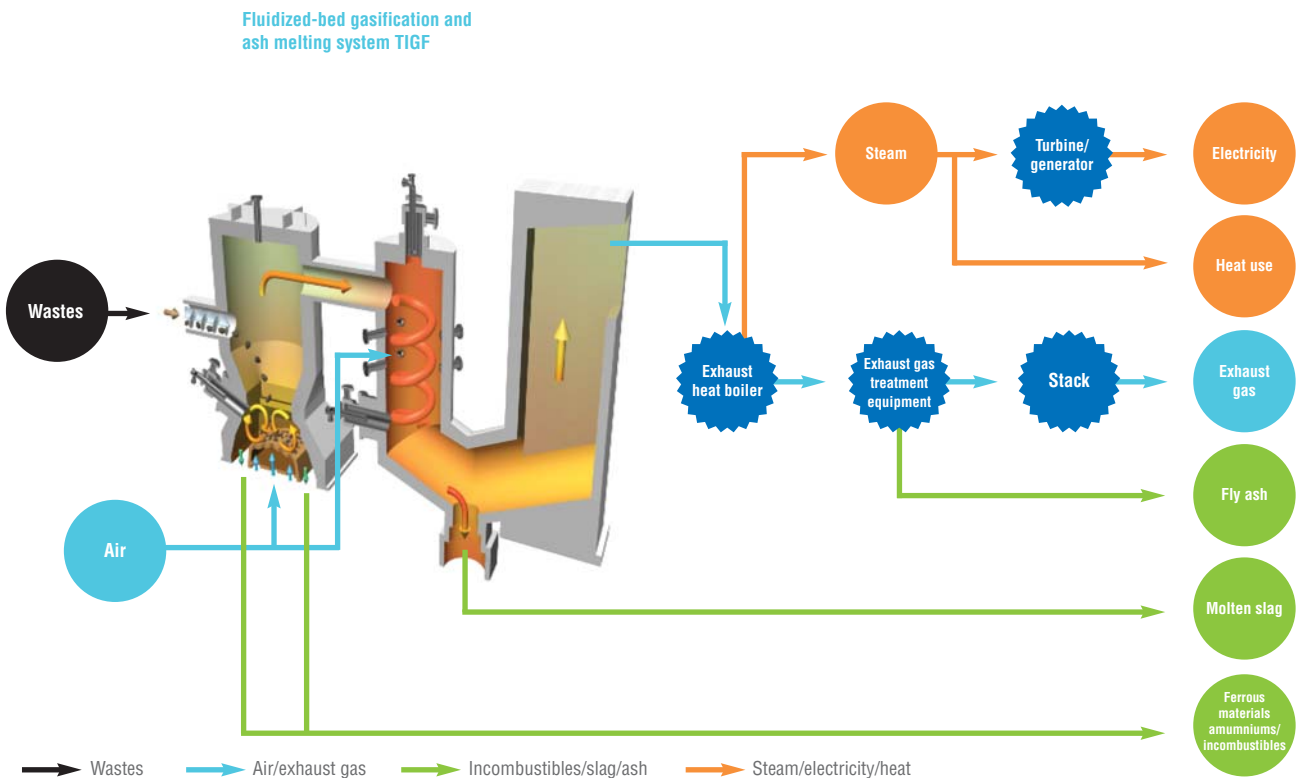 Fluidized-bed gasification and
ash melting system TIGF
Steam
Turbine/
generator
Electricity
Heat use
Wastes
Exhaust
heat boiler
Exhaust gas
treatment
equipment
Stack
Exhaust
gas
Fly ash
Air
Molten slag
Ferrous
materials
amumniums/
incombustibles
Wastes
Air/exhaust gas
Incombustibles/slag/ash
Steam/electricity/heat